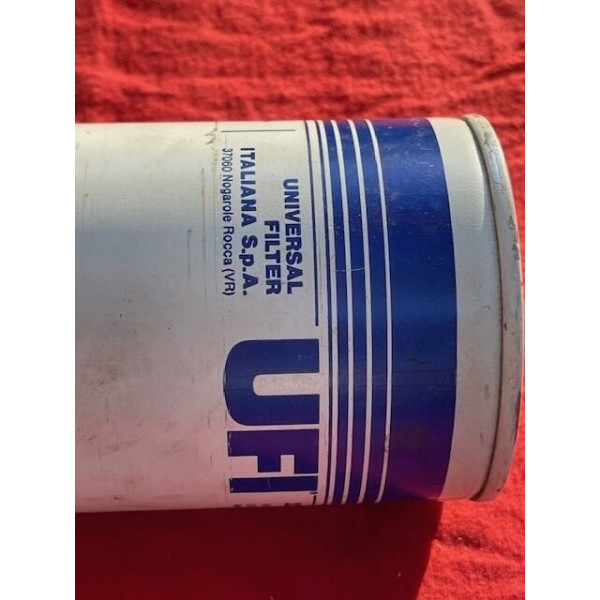 UNIVERSAL
FILTER
ITALIANA S.p.A.
37060 Nogarole Rocca (VR)
UFI